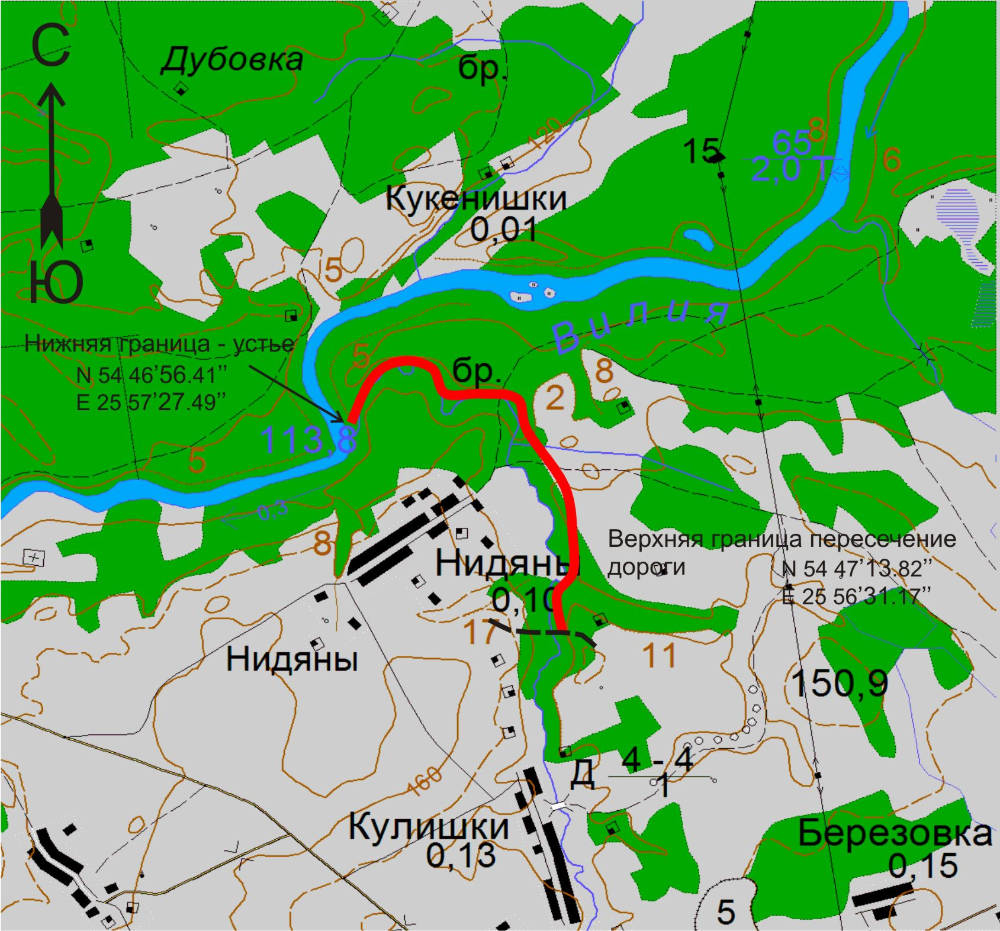 С
Дубовка
бр.
120
15
65
8
2,0 Т
6
Кукенишки
0,01
Ю
5
Вилия
Нижняя граница - устье
N 54 46’56.41’’
E 25 57’27.49’’
5
бр.
8
2
113,8
5
0,3
8
Нидяны
0,10
Верхняя граница пересечение
дороги
N 54 47’13.82’’
E 25 56’31.17’’
17
11
Нидяны
150,9
160
Д 4 - 4
1
Кулишки
0,13
Березовка
0,15
5